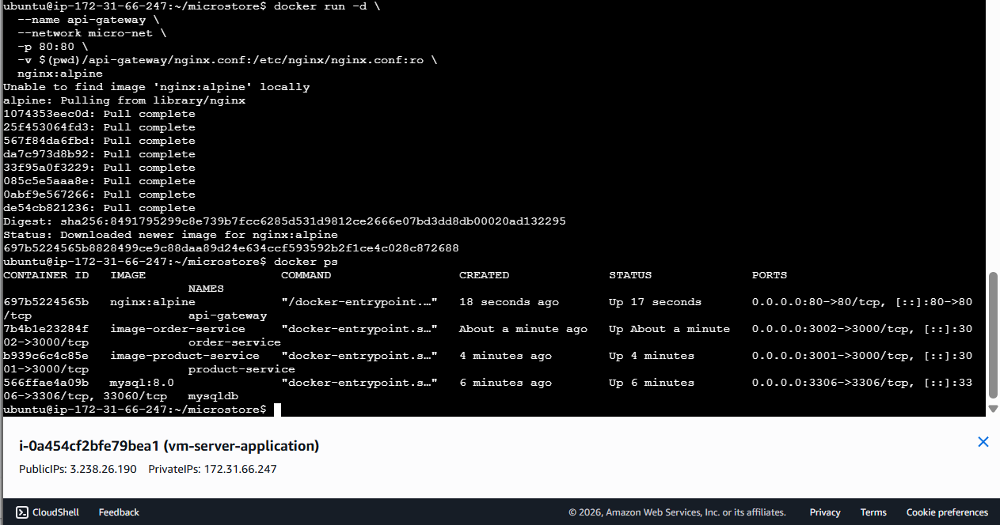 ubuntu@ip-172-31-66-247:~/microstore$ docker run -d \
  --name api-gateway \
  --network micro-net \
  -p 80:80 \
  -v $(pwd)/api-gateway/nginx.conf:/etc/nginx/nginx.conf:ro \
  nginx:alpine
Unable to find image 'nginx:alpine' locally
alpine: Pulling from library/nginx
1074353eec0d: Pull complete
25f453064fd3: Pull complete
567f84da6fbd: Pull complete
da7c973d8b92: Pull complete
33f95a0f3229: Pull complete
085c5e5aaa8e: Pull complete
0abf9e567266: Pull complete
de54cb821236: Pull complete
Digest: sha256:8491795299c8e739b7fcc6285d531d9812ce2666e07bd3dd8db00020ad132295
Status: Downloaded newer image for nginx:alpine
697b5224565b8828499ce9c88daa89d24e634ccf593592b2f1ce4c028c872688
ubuntu@ip-172-31-66-247:~/microstore$ docker ps
CONTAINER ID   IMAGE                   COMMAND                  CREATED              STATUS              PORTS
                          NAMES
697b5224565b   nginx:alpine            "/docker-entrypoint.…"   18 seconds ago       Up 17 seconds       0.0.0.0:80->80/tcp, [::]:80->80
/tcp                      api-gateway
7b4b1e23284f   image-order-service     "docker-entrypoint.s…"   About a minute ago   Up About a minute   0.0.0.0:3002->3000/tcp, [::]:30
02->3000/tcp              order-service
b939c6c4c85e   image-product-service   "docker-entrypoint.s…"   4 minutes ago        Up 4 minutes        0.0.0.0:3001->3000/tcp, [::]:30
01->3000/tcp              product-service
566ffae4a09b   mysql:8.0               "docker-entrypoint.s…"   6 minutes ago        Up 6 minutes        0.0.0.0:3306->3306/tcp, [::]:33
06->3306/tcp, 33060/tcp   mysqldb
ubuntu@ip-172-31-66-247:~/microstore$
i-0a454cf2bfe79bea1 (vm-server-application)
PublicIPs: 3.238.26.190 PrivateIPs: 172.31.66.247
CloudShell Feedback © 2026, Amazon Web Services, Inc. or its affiliates. Privacy Terms Cookie preferences